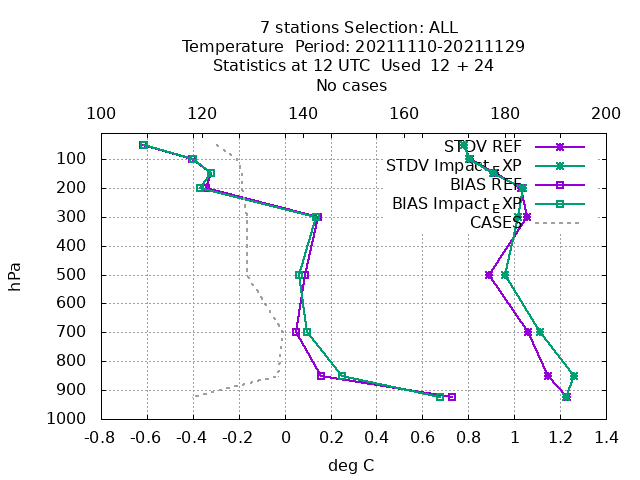 7 stations Selection: ALL
Temperature  Period: 20211110-20211129
Statistics at 12 UTC  Used  12 + 24
No cases
100 120 140 160 180 200
STDV REF
STDV Impact_EXP
BIAS REF
BIAS Impact_EXP
CASES
hPa
100
200
300
400
500
600
700
800
900
1000
-0.8 -0.6 -0.4 -0.2 0 0.2 0.4 0.6 0.8 1 1.2 1.4
deg C